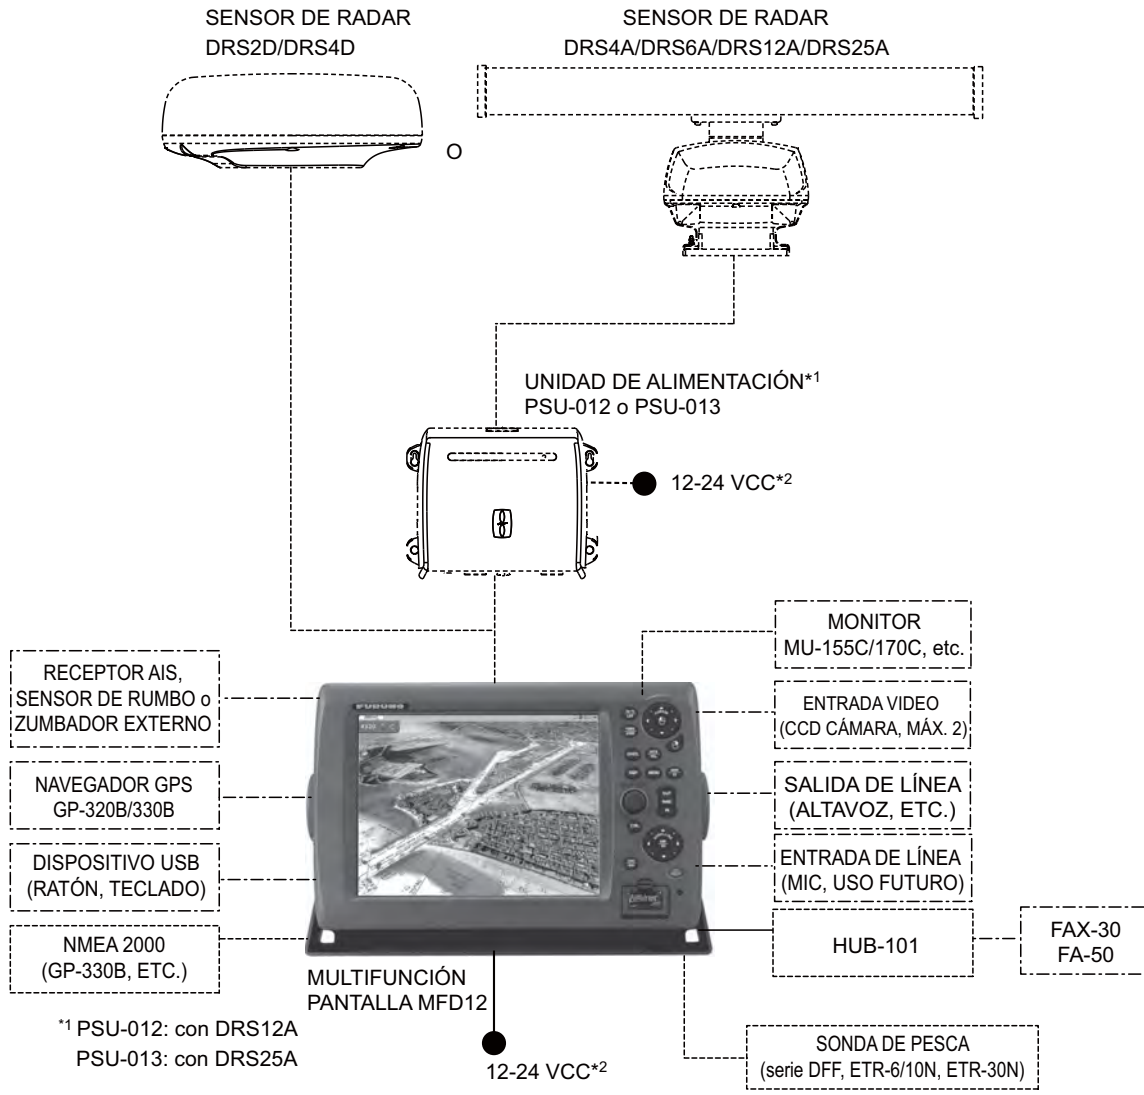 SENSOR DE RADAR
DRS2D/DRS4D
SENSOR DE RADAR
DRS4A/DRS6A/DRS12A/DRS25A
O
UNIDAD DE ALIMENTACIÓN*1
PSU-012 o PSU-013
12-24 VCC*2
MONITOR
MU-155C/170C, etc.
RECEPTOR AIS,
SENSOR DE RUMBO o
ZUMBADOR EXTERNO
FURUNO
ENTRADA VIDEO
(CCD CÁMARA, MÁX. 2)
NAVEGADOR GPS
GP-320B/330B
SALIDA DE LÍNEA
(ALTAVOZ, ETC.)
DISPOSITIVO USB
(RATÓN, TECLADO)
ENTRADA DE LÍNEA
(MIC, USO FUTURO)
NMEA 2000
(GP-330B, ETC.)
HUB-101
FAX-30
FA-50
MULTIFUNCIÓN
PANTALLA MFD12
*1 PSU-012: con DRS12A
PSU-013: con DRS25A
12-24 VCC*2
SONDA DE PESCA
(serie DFF, ETR-6/10N, ETR-30N)